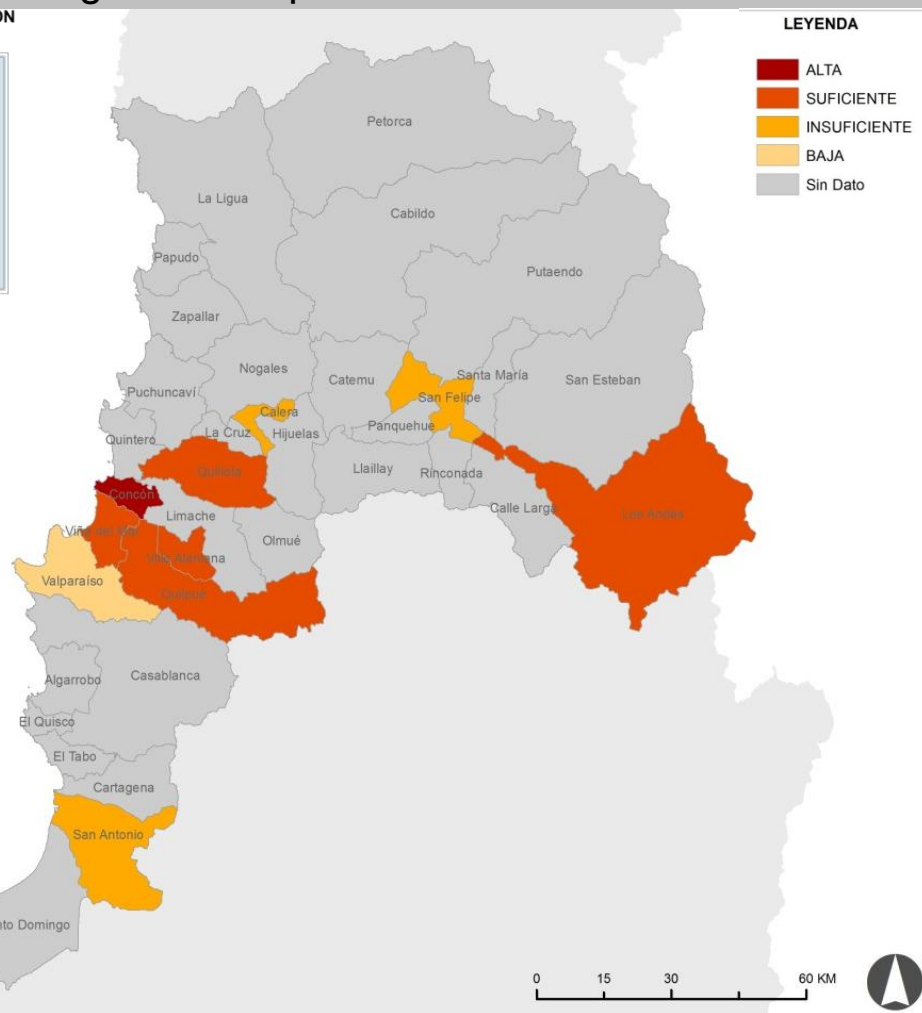 ON
LEYENDA
ALTA
SUFICIENTE
INSUFICIENTE
BAJA
Sin Dato
Petorca
La Ligua
Cabildo
Papudo
Putaendo
Zapallar
Nogales
Santa María
Catemu
San Esteban
Puchuncaví
San Felipe
Calera
Panquehue
La Cruz
Hijuelas
Quintero
Quillota
Llaillay
Rinconada
Concón
Calle Larga
Los Andes
Limache
Viña del Mar
Olmué
Villa Alemana
Valparaíso
Quilpué
Casablanca
Algarrobo
El Quisco
El Tabo
Cartagena
San Antonio
nto Domingo
0 15 30 60 KM